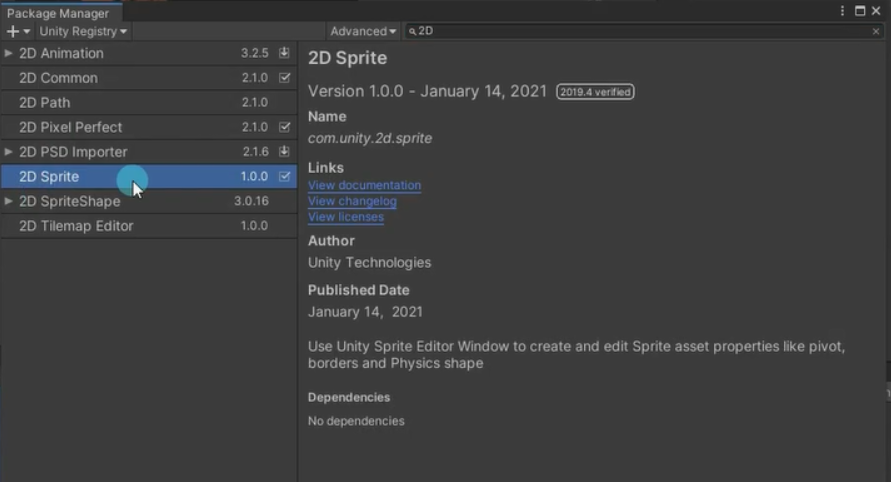 Package Manager
+ Unity Registry Advanced 2D
2D Animation 3.2.5
2D Common 2.1.0
2D Path 2.1.0
2D Pixel Perfect 2.1.0
2D PSD Importer 2.1.6
2D Sprite 1.0.0
2D SpriteShape 3.0.16
2D Tilemap Editor 1.0.0
2D Sprite
Version 1.0.0 - January 14, 2021 2019.4 verified
Name
com.unity.2d.sprite
Links
View documentation
View changelog
View licenses
Author
Unity Technologies
Published Date
January 14, 2021
Use Unity Sprite Editor Window to create and edit Sprite asset properties like pivot,
borders and Physics shape
Dependencies
No dependencies